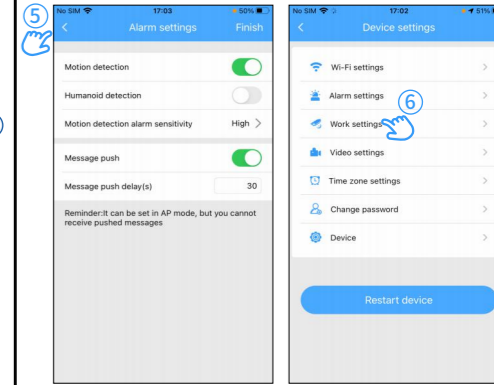 ⑤
No SIM 17:03 50%
Alarm settings Finish
Motion detection
Humanoid detection
Motion detection alarm sensitivity High
Message push
Message push delay(s) 30
Reminder:It can be set in AP mode, but you cannot
receive pushed messages
No SIM 17:02 51%
Device settings
Wi-Fi settings
Alarm settings
⑥
Work settings
Video settings
Time zone settings
Change password
Device
Restart device